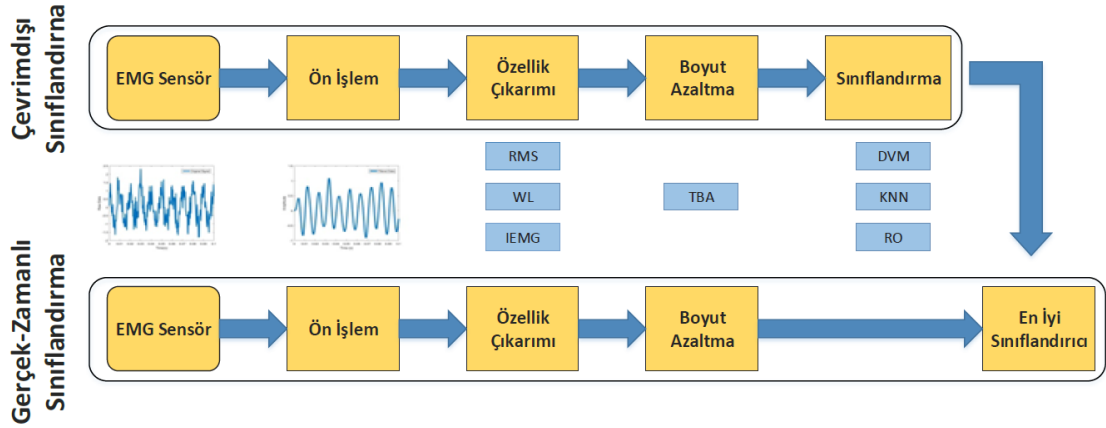 Çevrimdışı
Sınıflandırna
EMG Sensör
Ön İşlem
Özellik
Çıkarımı
Boyut
Azaltma
Sınıflandırma
RMS
WL
IEMG
TBA
DVM
KNN
RO
Gerçek-Zamanlı
Sınıflandırma
EMG Sensör
Ön İşlem
Özellik
Çıkarımı
Boyut
Azaltma
En İyi
Sınıflandırıcı